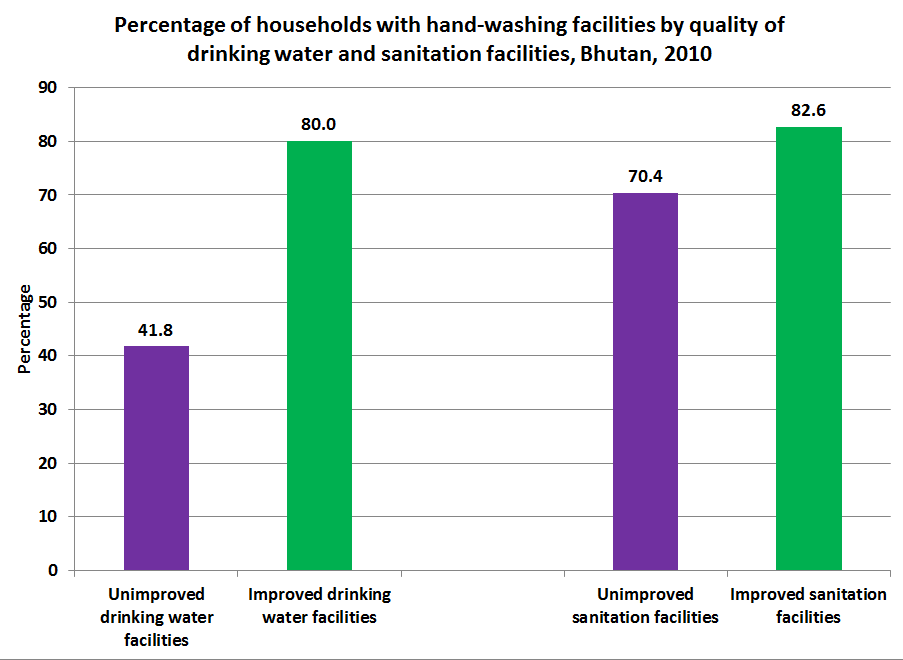 Percentage of households with hand-washing facilities by quality of
drinking water and sanitation facilities, Bhutan, 2010
Percentage
90
80
70
60
50
40
30
20
10
0
41.8
80.0
70.4
82.6
Unimproved
drinking water
facilities
Improved drinking
water facilities
Unimproved
sanitation facilities
Improved sanitation
facilities